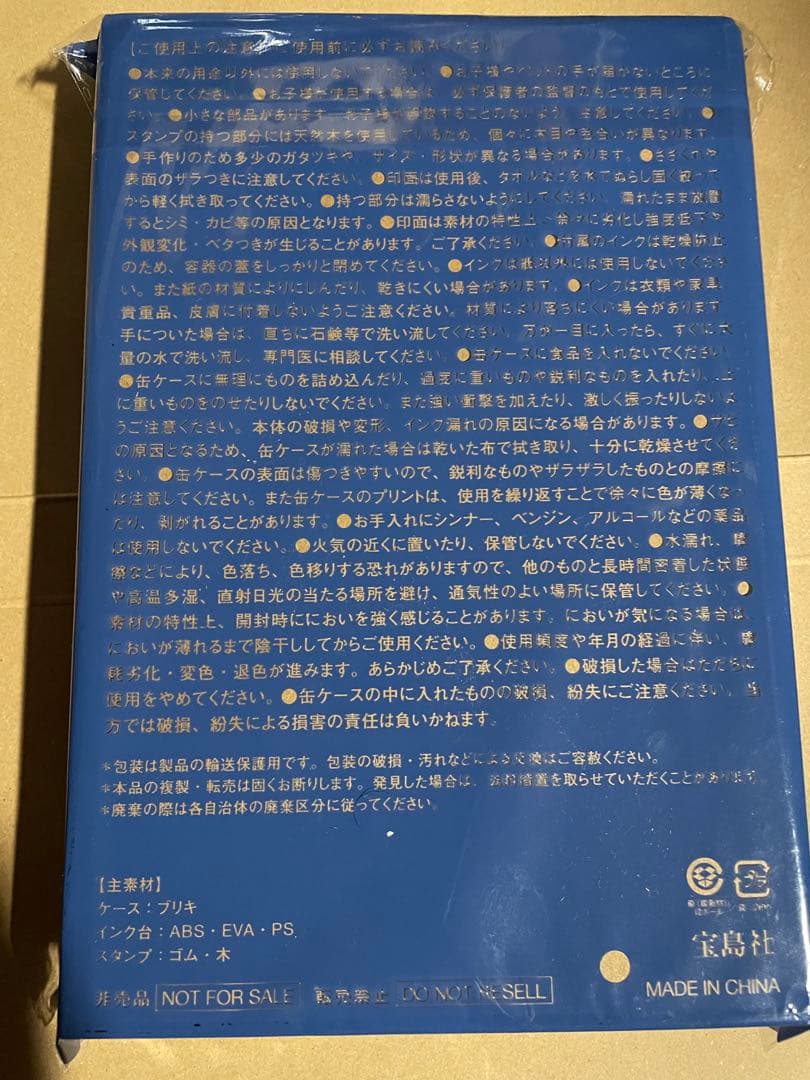 【ご使用上の注意 ご使用前に必ずお読みください】
●本来の用途以外には使用しないでください。●お子様やペットの手が届かないところに
保管してください。●お子様が使用する場合は、必ず保護者の監督のもとで使用してくだ
さい。●小さな部品があります。お子様が誤飲することのないよう、注意してください。●
スタンプの持つ部分には天然木を使用しているため、個々に木目や色合いが異なります。
●手作りのため多少のガタツキや、サイズ・形状が異なる場合があります。●ささくれや
表面のザラつきに注意してください。●印面は使用後、タオルなどを水でぬらし固く絞って
から軽く拭き取ってください。●持つ部分は濡らさないようにしてください。濡れたまま放置
するとシミ・カビ等の原因となります。●印面は素材の特性上、徐々に劣化し強度低下や
外観変化・ベタつきが生じることがあります。ご了承ください。●付属のインクは乾燥防止
のため、容器の蓋をしっかりと閉めてください。●インクは紙以外には使用しないでくださ
い。また紙の材質によりにじんだり、乾きにくい場合があります。●インクは衣類や家具、
貴重品、皮膚に付着しないようご注意ください。材質により落ちにくい場合があります。
手についた場合は、直ちに石鹸等で洗い流してください。万が一目に入ったら、すぐに大
量の水で洗い流し、専門医に相談してください。●缶ケースに食品を入れないでください。
●缶ケースに無理にものを詰め込んだり、過度に重いものや鋭利なものを入れたり、上
に重いものをのせたりしないでください。また強い衝撃を加えたり、激しく振ったりしないよ
うご注意ください。本体の破損や変形、インク漏れの原因になる場合があります。●サビ
の原因となるため、缶ケースが濡れた場合は乾いた布で拭き取り、十分に乾燥させてくだ
さい。●缶ケースの表面は傷つきやすいので、鋭利なものやザラザラしたものとの摩擦に
は注意してください。また缶ケースのプリントは、使用を繰り返すことで徐々に色が薄くなっ
たり、剥がれることがあります。●お手入れにシンナー、ベンジン、アルコールなどの薬品
は使用しないでください。●火気の近くに置いたり、保管しないでください。●水濡れ、摩
擦などにより、色落ち、色移りする恐れがありますので、他のものと長時間密着した状態
や高温多湿、直射日光の当たる場所を避け、通気性のよい場所に保管してください。●
素材の特性上、開封時ににおいを強く感じることがあります。においが気になる場合は、
においが薄れるまで陰干ししてからご使用ください。●使用頻度や年月の経過に伴い、摩
耗劣化・変色・退色が進みます。あらかじめご了承ください。●破損した場合はただちに
使用をやめてください。●缶ケースの中に入れたものの破損、紛失にご注意ください。当
方では破損、紛失による損害の責任は負いかねます。
＊包装は製品の輸送保護用です。包装の破損・汚れなどによる交換はご容赦ください。
＊本品の複製・転売は固くお断りします。発見した場合は、法的措置を取らせていただくことがあります。
＊廃棄の際は各自治体の廃棄区分に従ってください。
【主素材】
ケース：ブリキ
インク台：ABS・EVA・PS
スタンプ：ゴム・木
宝島社
MADE IN CHINA
非売品 NOT FOR SALE 転売禁止 DO NOT RESELL